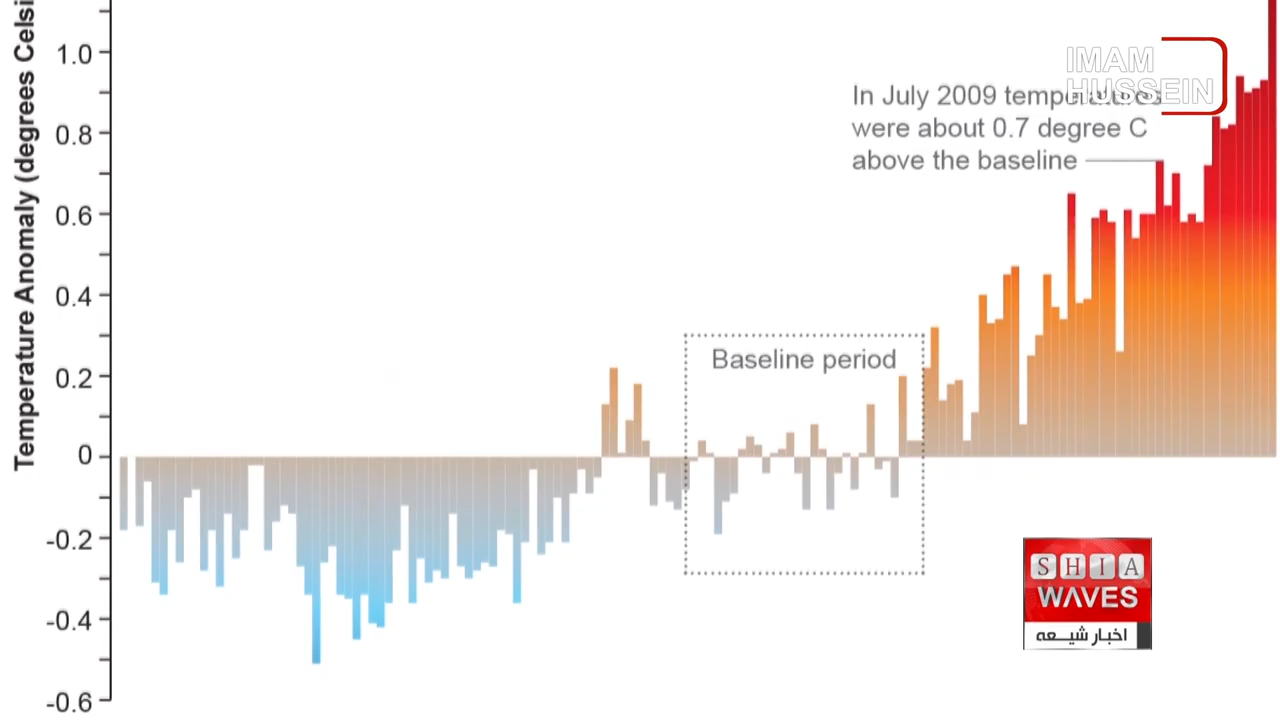 Temperature Anomaly (degrees Celsi
1.0
0.8
0.6
0.4
0.2
0
-0.2
-0.4
-0.6
In July 2009 temperatures
were about 0.7 degree C
above the baseline
Baseline period
IMAM
HUSSEIN
SHIA
WAVES
اخبار شیعه